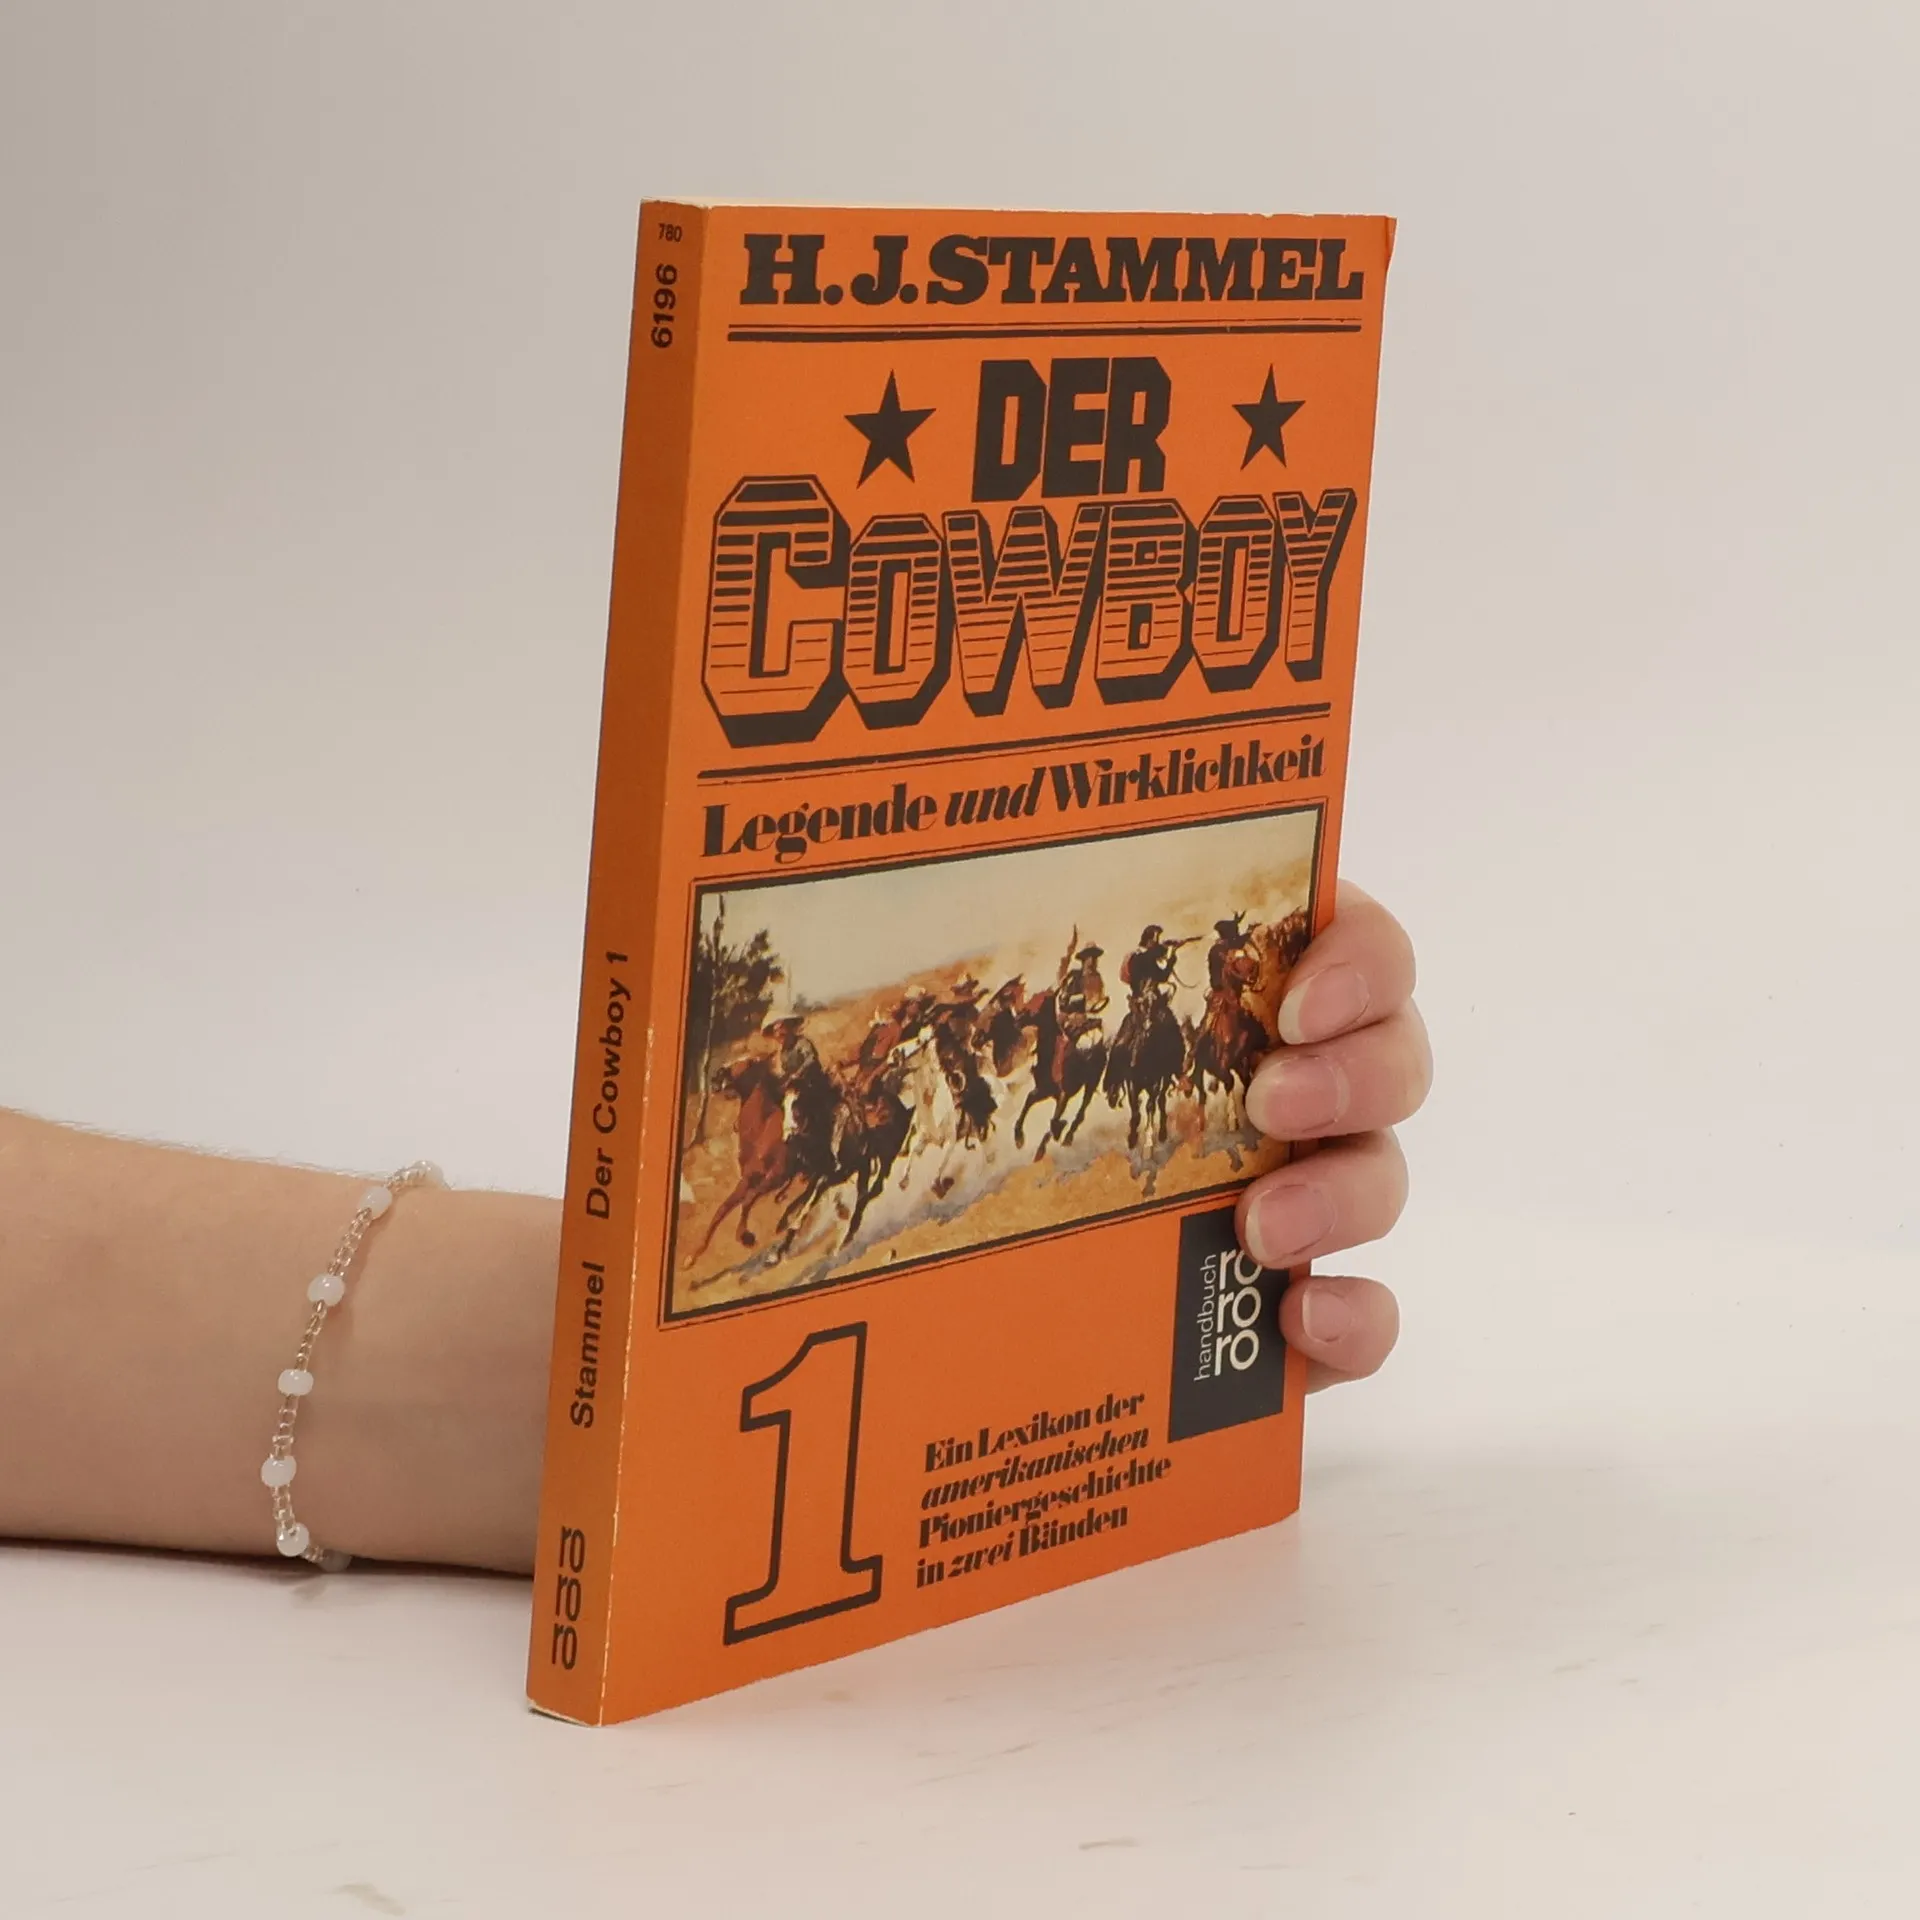 780
6196
Stammel Der Cowboy 1
ro
ro
ro
H. J. STAMMEL
DER
COWBOY
Legende und Wirklichkeit
1
Ein Lexikon der
amerikanischen
Pioniergeschichte
in zwei Bänden
handbuch
ro
ro
ro